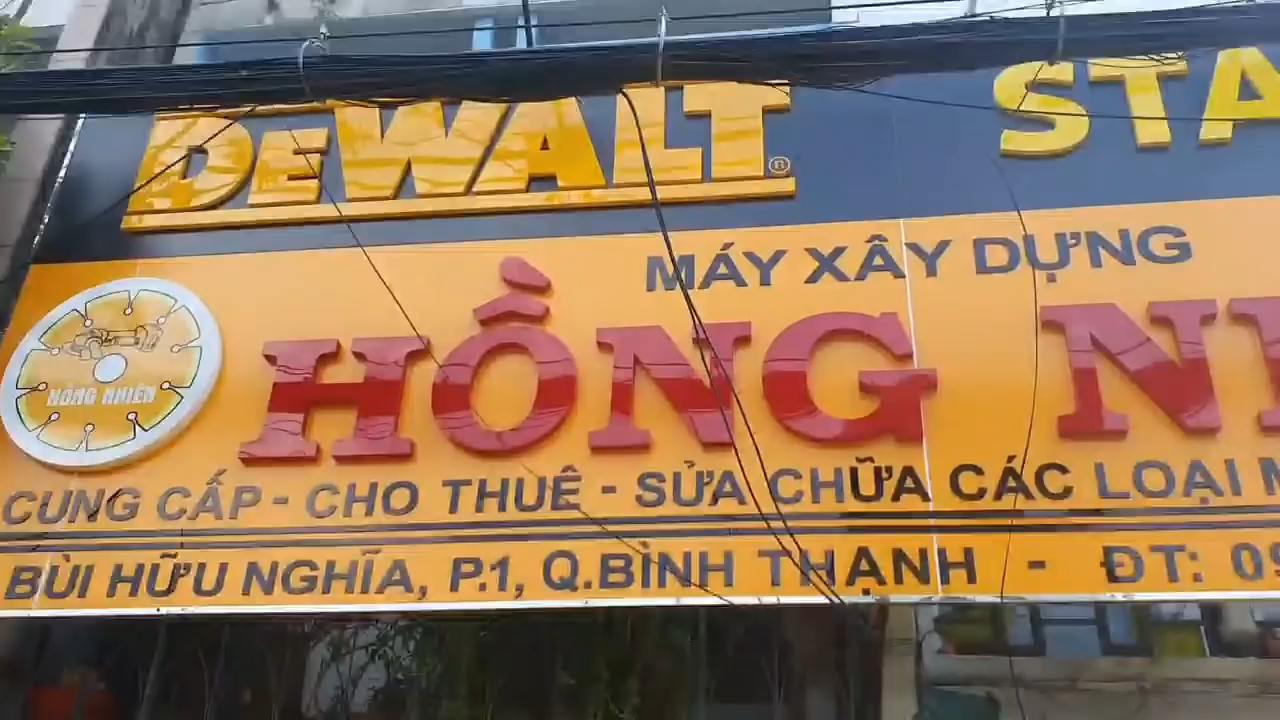 DEWALT ® STA
MÁY XÂY DỰNG
HỒNG NHIÊN
HỒNG
CUNG CẤP - CHO THUÊ - SỬA CHỮA CÁC LOẠI
BÙI HỮU NGHĨA, P.1, Q.BÌNH THẠNH - ĐT: 09